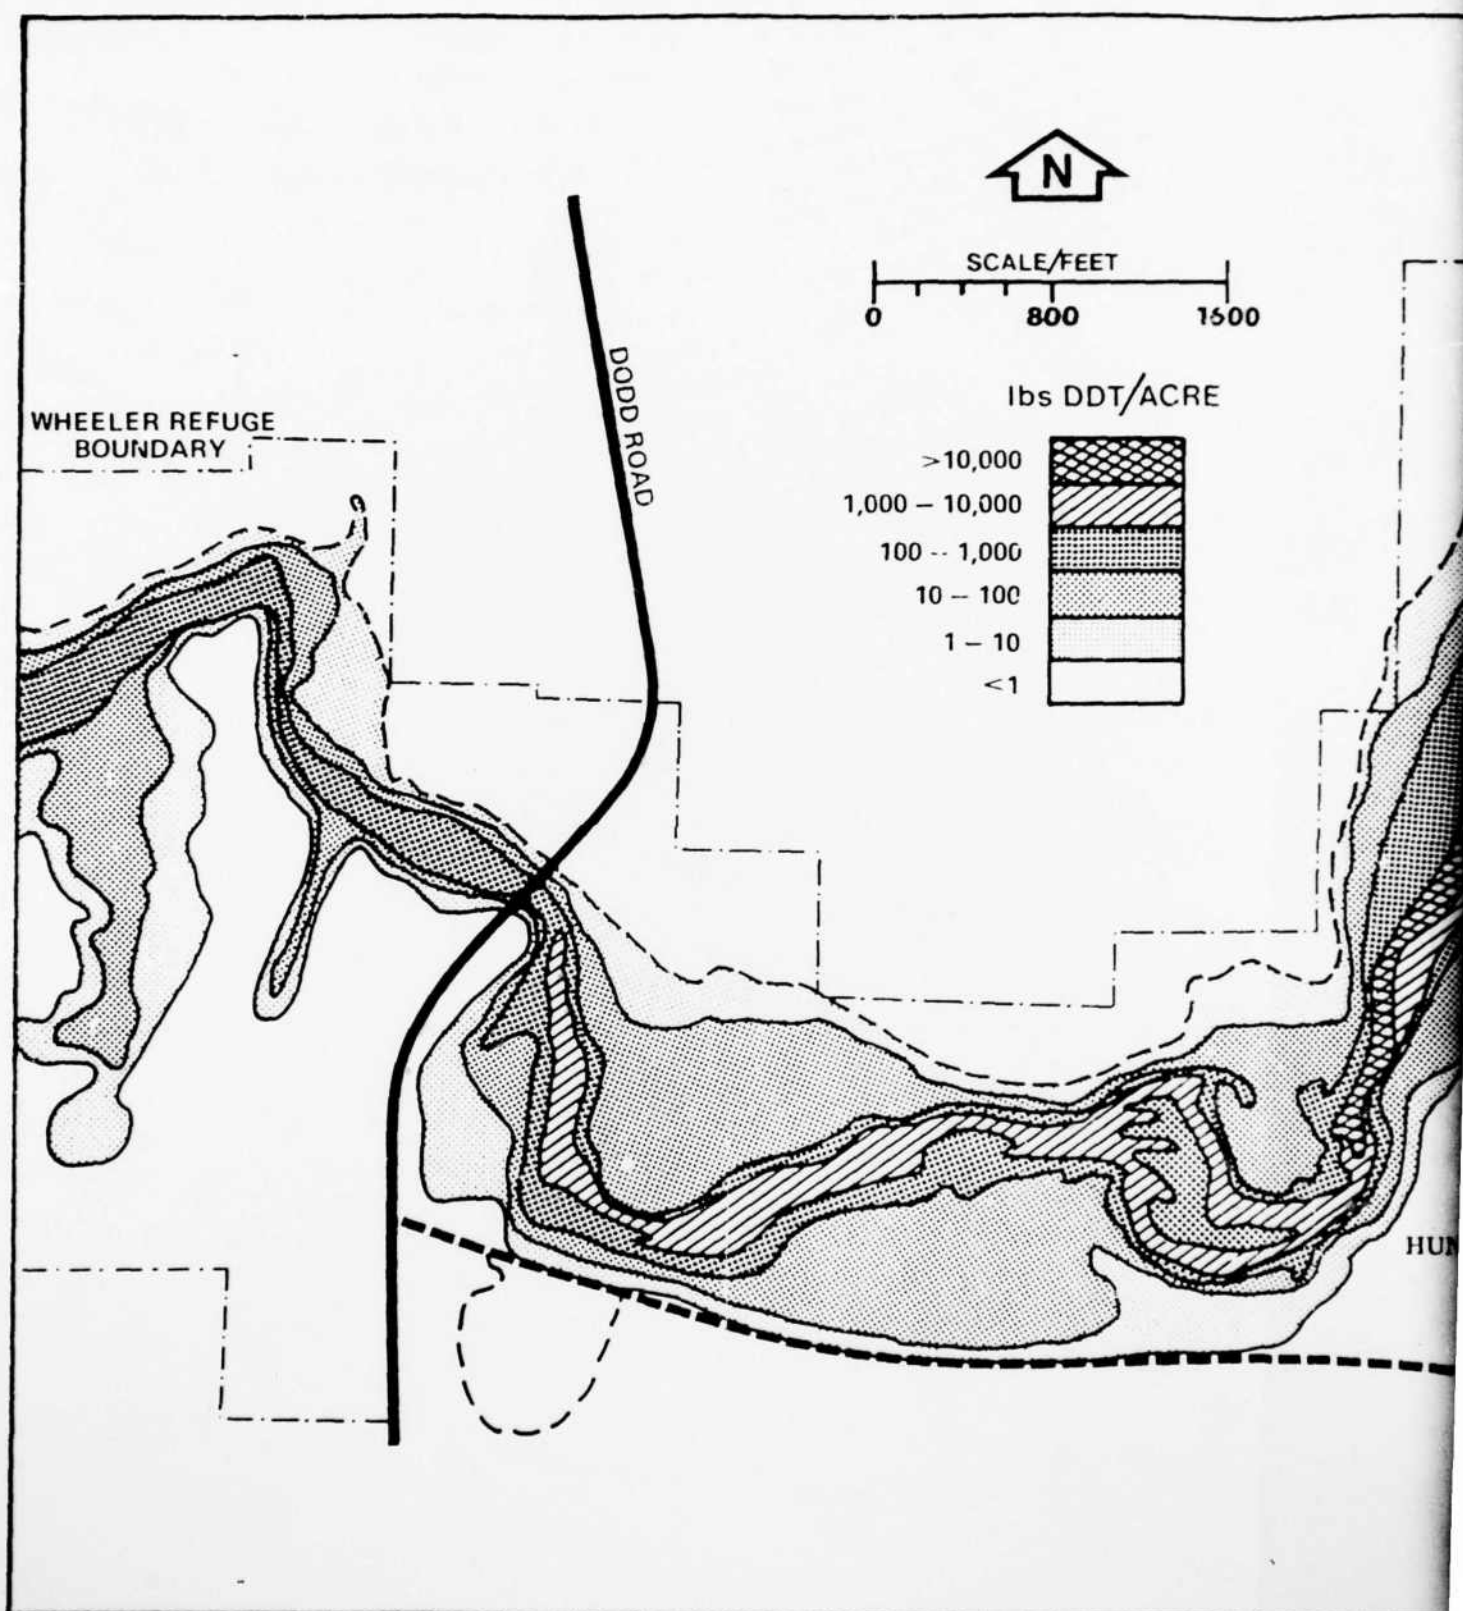 N
SCALE/FEET
0 800 1600
lbs DDT/ACRE
>10,000
1,000 – 10,000
100 – 1,000
10 – 100
1 – 10
<1
DODD ROAD
WHEELER REFUGE
BOUNDARY
HUN